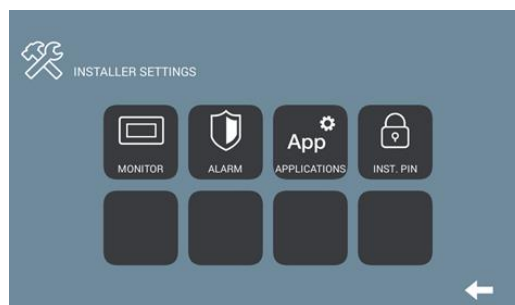 INSTALLER SETTINGS
App
MONITOR
ALARM
APPLICATIONS
INST. PIN